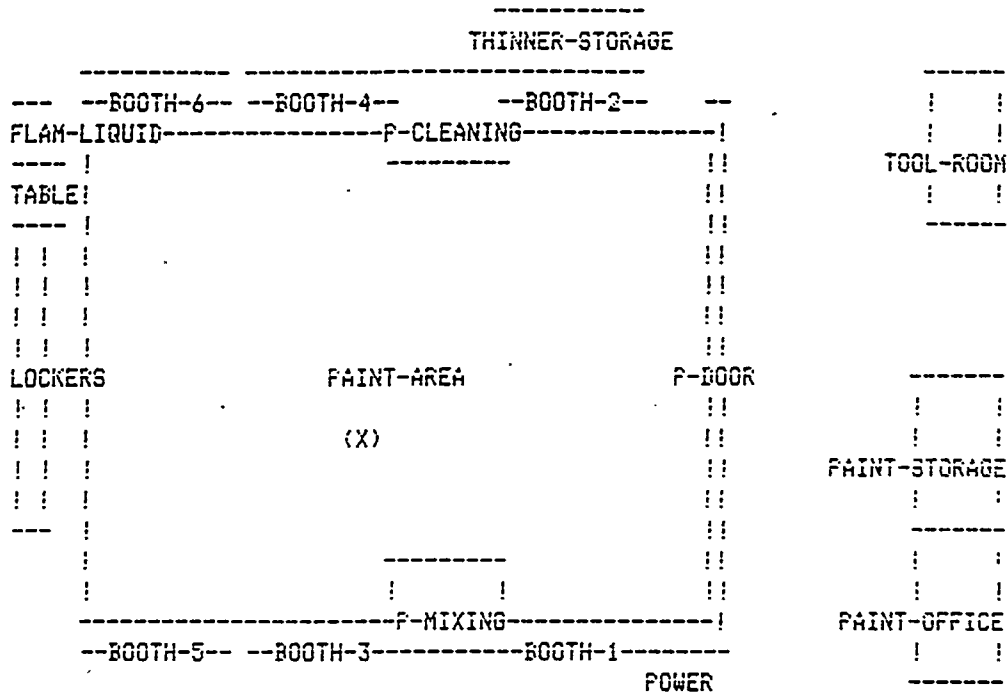 THINNER-STORAGE
--BOOTH-6-- --BOOTH-4-- --BOOTH-2--
FLAM-LIQUID---------------P-CLEANING-------------!
TOOL-ROOM
TABLE!
LOCKERS PAINT-AREA P-DOOR
(X)
PAINT-STORAGE
---------------------P-MIXING--------------! PAINT-OFFICE
--BOOTH-5-- --BOOTH-3-----------BOOTH-1--------
POWER